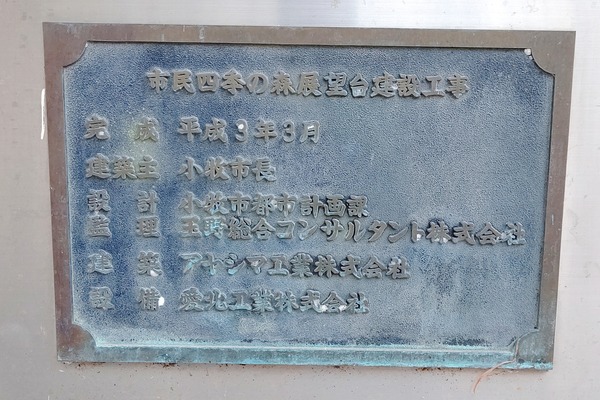 市民四季の森展望台建設工事
完成 平成3年3月
建築主 小牧市長
設計 小牧市都市計画課
監理 玉野総合コンサルタント株式会社
建築 アオシマ工業株式会社
設備 愛北工業株式会社